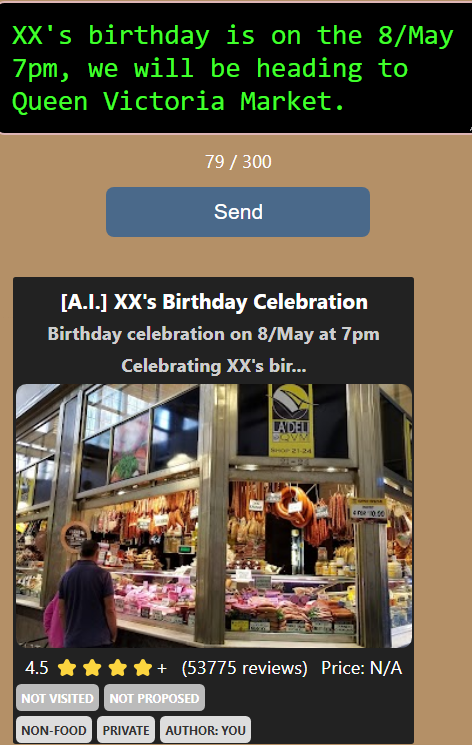 XX's birthday is on the 8/May
7pm, we will be heading to
Queen Victoria Market.
79 / 300
Send
[A.I.] XX's Birthday Celebration
Birthday celebration on 8/May at 7pm
Celebrating XX's bir...
4.5 + (53775 reviews) Price: N/A
NOT VISITED NOT PROPOSED
NON-FOOD PRIVATE AUTHOR: YOU